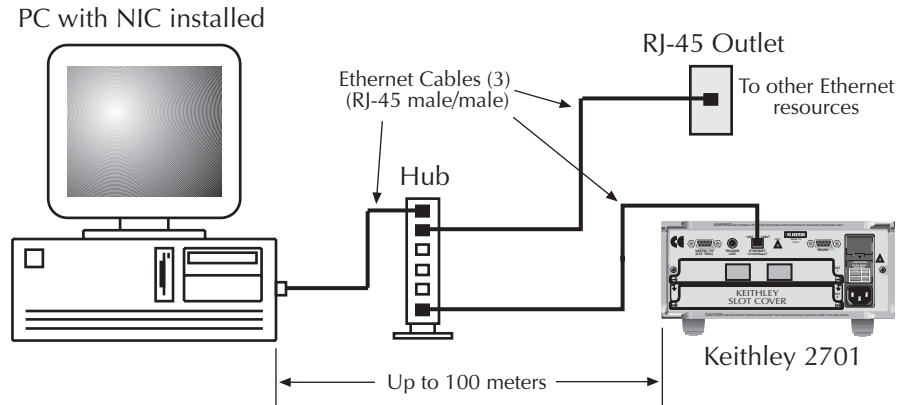 PC with NIC installed
RJ-45 Outlet
Ethernet Cables (3)
(RJ-45 male/male)
To other Ethernet
resources
Hub
KEITHLEY
SLOT COVER
Keithley 2701
Up to 100 meters